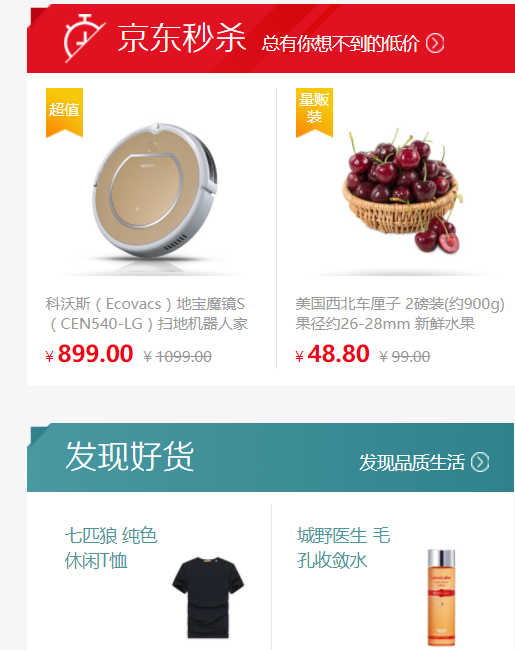 京东秒杀 总有你想不到的低价
超值
量贩
装
科沃斯（Ecovacs）地宝魔镜S
（CEN540-LG）扫地机器人家
¥ 899.00 ¥ 1099.00
美国西北车厘子 2磅装(约900g)
果径约26-28mm 新鲜水果
¥ 48.80 ¥ 99.00
发现好货 发现品质生活
七匹狼 纯色
休闲T恤
城野医生 毛
孔收敛水